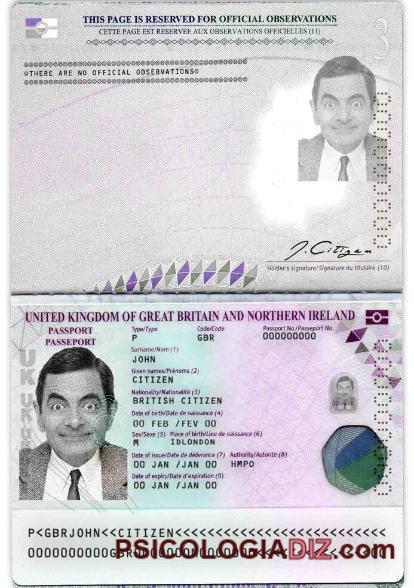 THIS PAGE IS RESERVED FOR OFFICIAL OBSERVATIONS
CETTE PAGE EST RESERVEE AUX OBSERVATIONS OFFICIELLES (11)
THERE ARE NO OFFICIAL OBSERVATIONS
J. Citizen
Holder's signature/Signature du titulaire (10)
UNITED KINGDOM OF GREAT BRITAIN AND NORTHERN IRELAND
PASSPORT
PASSEPORT
Type/Type Code/Code Passport No/Passeport No.
P GBR 000000000
Surname/Nom (1)
JOHN
Given names/Prénoms (2)
CITIZEN
Nationality/Nationalité (3)
BRITISH CITIZEN
Date of birth/Date de naissance (4)
00 FEB /FEV 00
Sex/Sexe (5) Place of birth/Lieu de naissance (6)
M IDLONDON
Date of issue/Date de délivrance (7) Authority/Autorité (8)
00 JAN /JAN 00 HMPO
Date of expiry/Date d'expiration (9)
00 JAN /JAN 00
P<GBRJOHN<<CITIZEN<<<<<<<<<<<<<<<<<<<<<<<<<<
PSICOLOGIADIZ.com